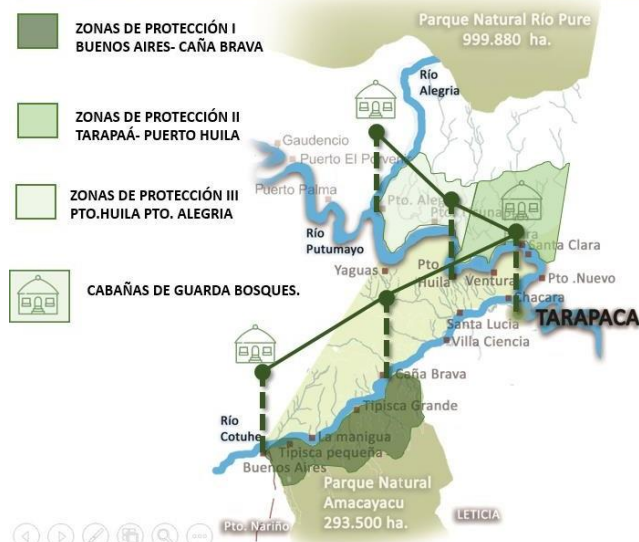 ZONAS DE PROTECCIÓN I
BUENOS AIRES- CAÑA BRAVA
ZONAS DE PROTECCIÓN II
TARAPAÁ- PUERTO HUILA
ZONAS DE PROTECCIÓN III
PTO.HUILA PTO. ALEGRIA
CABAÑAS DE GUARDA BOSQUES.
Parque Natural Río Pure
999.880 ha.
Río
Alegria
Gaudencio
Puerto El
Puerto Palma
Pto.
Río
Putumayo
Yaguas
Pto
Huila
Ventura
Santa Clara
Pto .Nuevo
Chacara
TARAPACA
Santa Lucía
Villa Ciencia
Caña Brava
Tipisca Grande
Río
Cotuhe
La manigua
Tipisca pequeña
Buenos Aires
Parque Natural
Amacayacu
293.500 ha.
Pto. Nariño
LETICIA